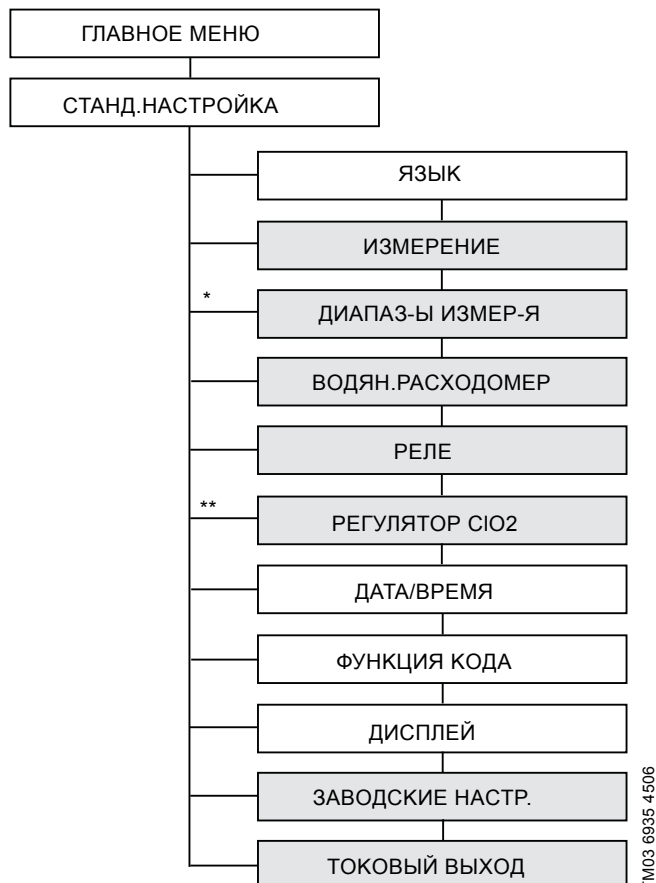 ГЛАВНОЕ МЕНЮ
СТАНД.НАСТРОЙКА
ЯЗЫК
ИЗМЕРЕНИЕ
*
ДИАПАЗ-Ы ИЗМЕР-Я
ВОДЯН.РАСХОДОМЕР
РЕЛЕ
**
РЕГУЛЯТОР ClO2
ДАТА/ВРЕМЯ
ФУНКЦИЯ КОДА
ДИСПЛЕЙ
ЗАВОДСКИЕ НАСТР.
ТОКОВЫЙ ВЫХОД
TM03 6935 4506